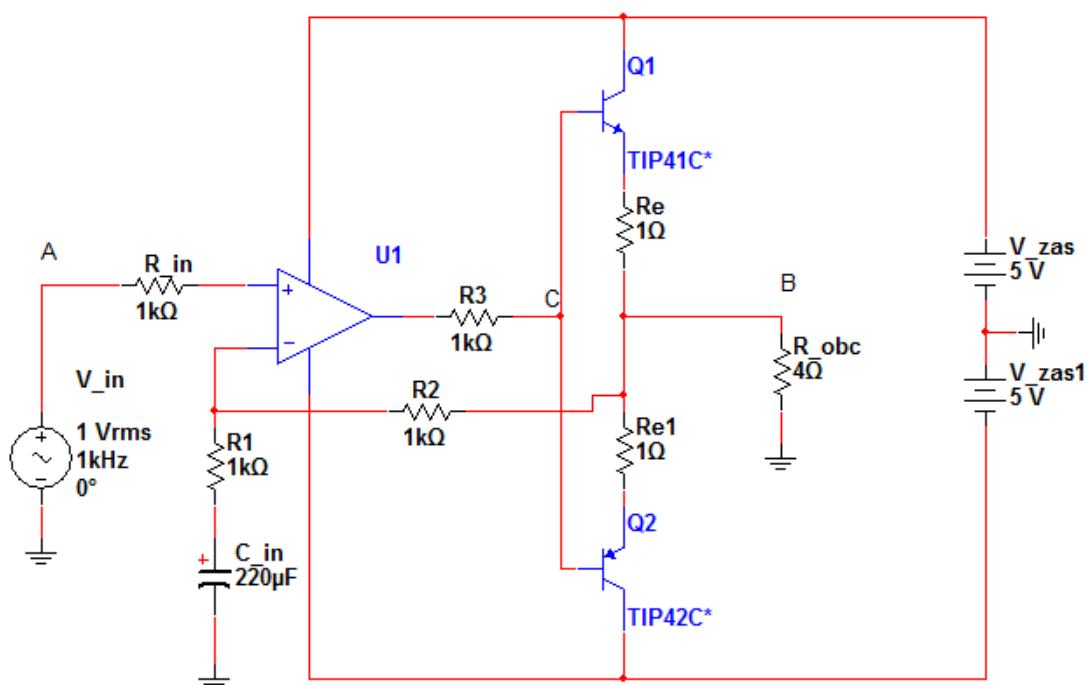 Q1
TIP41C*
Re
1Ω
A
R_in
1kΩ
U1
+
−
R3
1kΩ
C
B
R_obc
4Ω
V_zas
5 V
V_zas1
5 V
V_in
1 Vrms
1kHz
0°
R2
1kΩ
R1
1kΩ
Re1
1Ω
Q2
TIP42C*
+
C_in
220µF